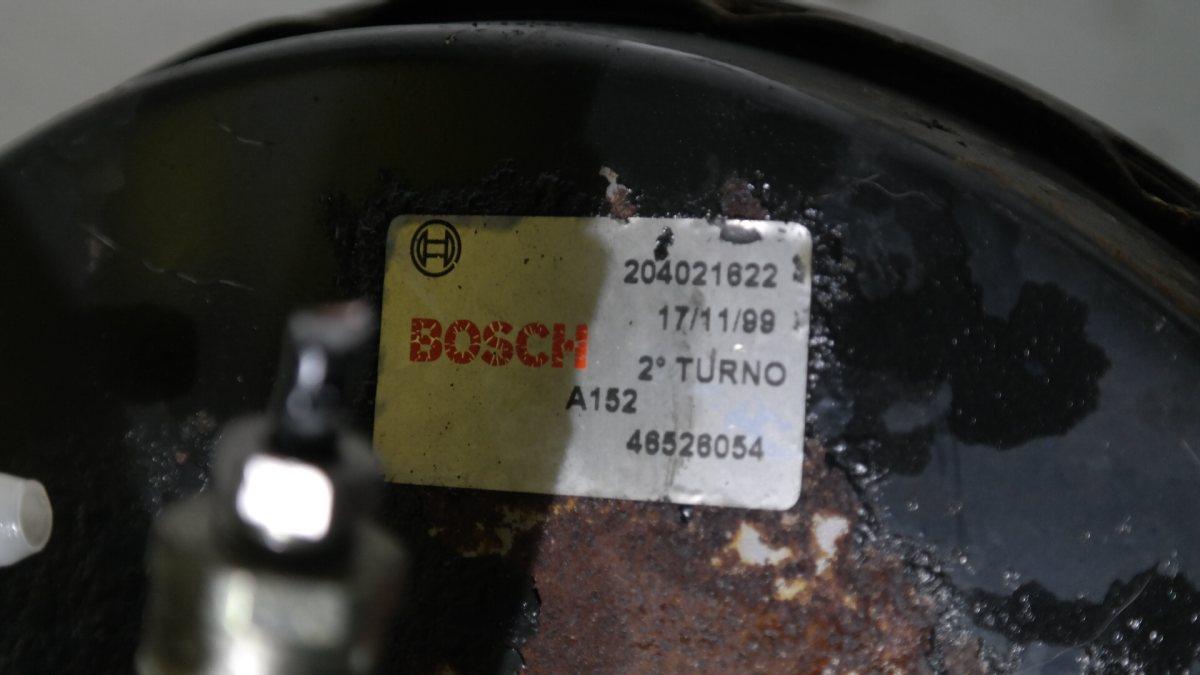 204021622
17/11/99
BOSCH
2° TURNO
A152
46526054